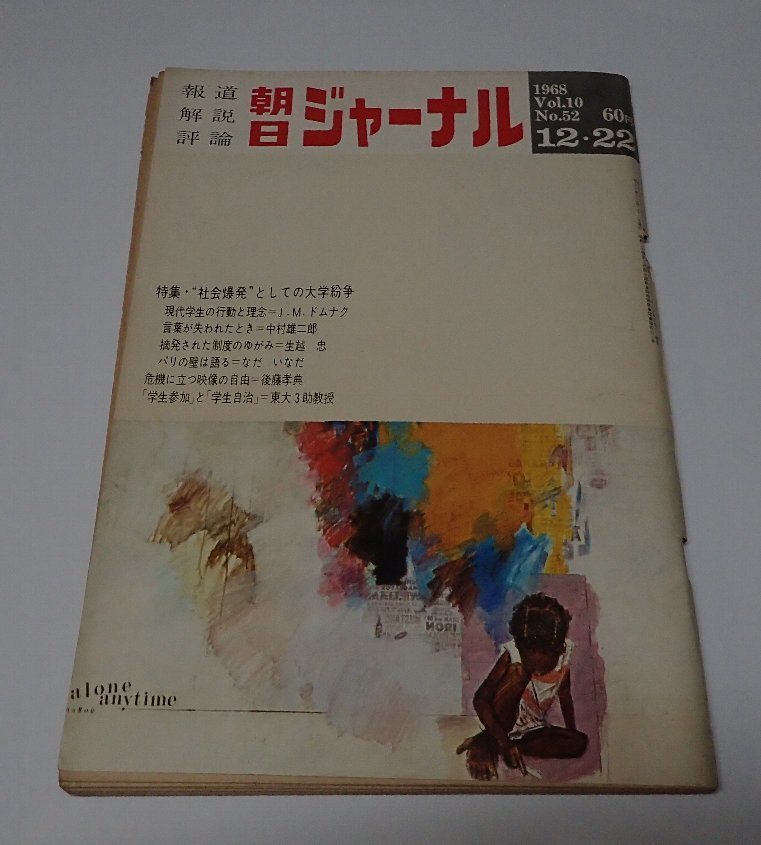 報道
解説
評論
朝日ジャーナル
1968
Vol.10
No.52 60円
12・22
特集・“社会爆発”としての大学紛争
現代学生の行動と理念＝J.M.ドムナク
言葉が失われたとき＝中村雄二郎
摘発された制度のゆがみ＝生越 忠
パリの壁は語る＝なだ いなだ
危機に立つ映像の自由＝後藤孝典
「学生参加」と「学生自治」＝東大3助教授
IRON
alone
anytime